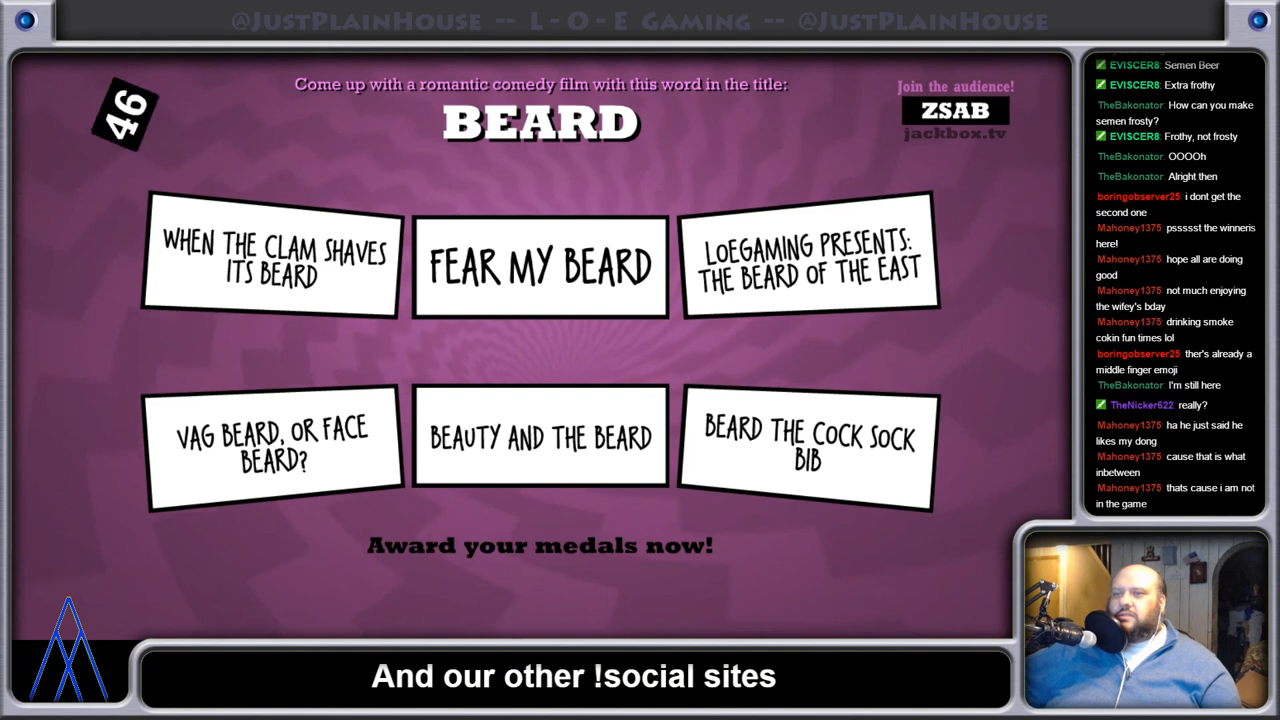 @JustPlainHouse -- L - O - E Gaming -- @JustPlainHouse
Come up with a romantic comedy film with this word in the title:
BEARD
46
Join the audience!
ZSAB
jackbox.tv
WHEN THE CLAM SHAVES
ITS BEARD
FEAR MY BEARD
LOEGAMING PRESENTS:
THE BEARD OF THE EAST
VAG BEARD, OR FACE
BEARD?
BEAUTY AND THE BEARD
BEARD THE COCK SOCK
BIB
Award your medals now!
EVISCER8: Semen Beer
EVISCER8: Extra frothy
TheBakonator: How can you make
semen frosty?
EVISCER8: Frothy, not frosty
TheBakonator: OOOOh
TheBakonator: Alright then
boringobserver25: i dont get the
second one
Mahoney1375: pssssst the winneris
here!
Mahoney1375: hope all are doing
good
Mahoney1375: not much enjoying
the wifey's bday
Mahoney1375: drinking smoke
cokin fun times lol
boringobserver25: ther's already a
middle finger emoji
TheBakonator: I'm still here
TheNicker622: really?
Mahoney1375: ha he just said he
likes my dong
Mahoney1375: cause that is what
inbetween
Mahoney1375: thats cause i am not
in the game
And our other !social sites